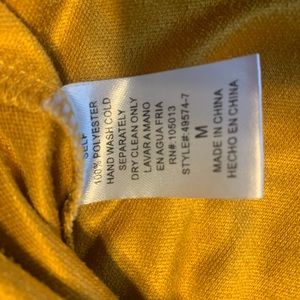 SELF
100% POLYESTER
HAND WASH COLD
SEPARATELY
DRY CLEAN ONLY
LAVAR A MANO
EN AGUA FRIA
RN#: 105013
STYLE#:49574-7
M
MADE IN CHINA
HECHO EN CHINA